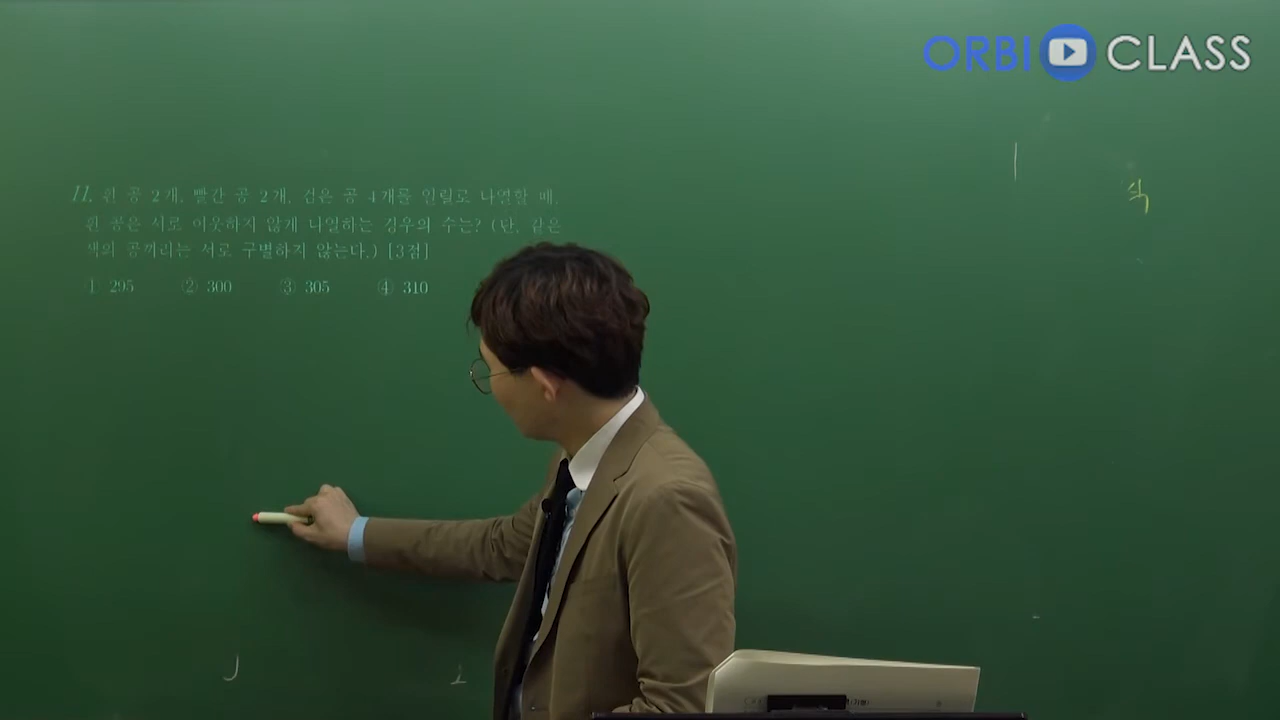 ORBI CLASS
11. 흰 공 2개, 빨간 공 2개, 검은 공 4개를 일렬로 나열할 때,
흰 공은 서로 이웃하지 않게 나열하는 경우의 수는? (단, 같은
색의 공끼리는 서로 구별하지 않는다.) [3점]
① 295 ② 300 ③ 305 ④ 310